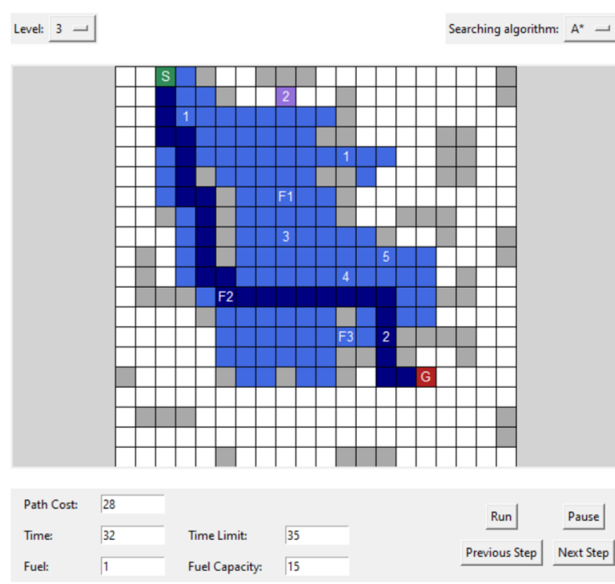 Level: 3 Searching algorithm: A*
S
2
1
1
F1
3
5
4
F2
F3 2
G
Path Cost: 28
Run Pause
Time: 32 Time Limit: 35
Previous Step Next Step
Fuel: 1 Fuel Capacity: 15